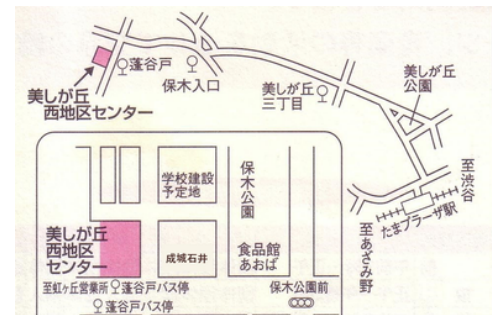 蓬谷戸
保木入口
美しが丘
西地区センター
美しが丘
三丁目
美しが丘
公園
至渋谷
たまプラーザ駅
至あざみ野
学校建設
予定地
保木公園
美しが丘
西地区
センター
成城石井
食品館
あおば
至虹ヶ丘営業所
蓬谷戸バス停
蓬谷戸バス停
保木公園前